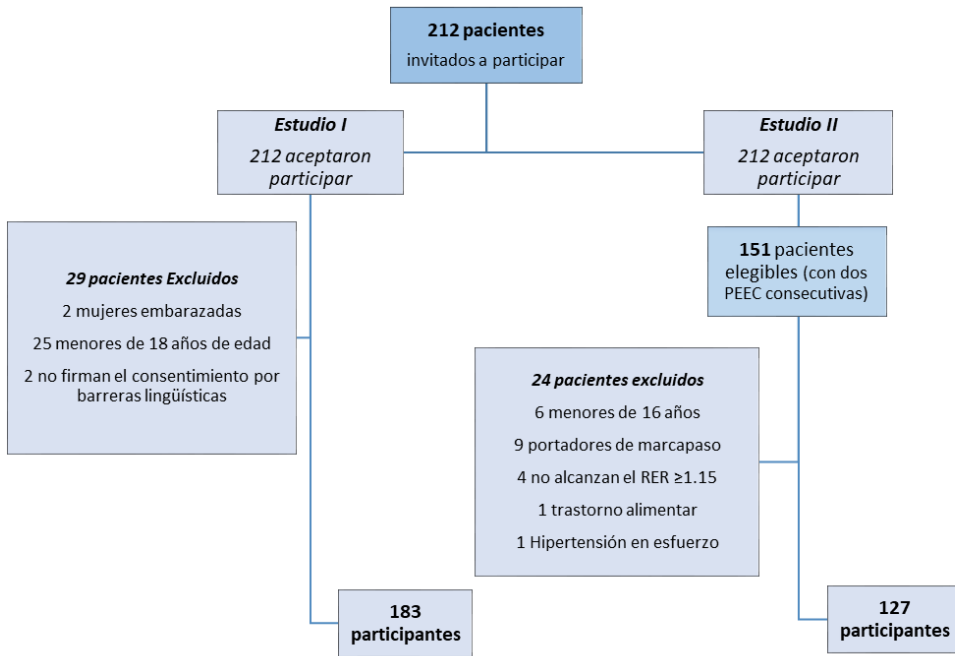 212 pacientes
invitados a participar
Estudio I
212 aceptaron
participar
Estudio II
212 aceptaron
participar
29 pacientes Excluidos
2 mujeres embarazadas
25 menores de 18 años de edad
2 no firman el consentimiento por
barreras lingüísticas
151 pacientes
elegibles (con dos
PEEC consecutivas)
24 pacientes excluidos
6 menores de 16 años
9 portadores de marcapaso
4 no alcanzan el RER ≥1.15
1 trastorno alimentar
1 Hipertensión en esfuerzo
183
participantes
127
participantes